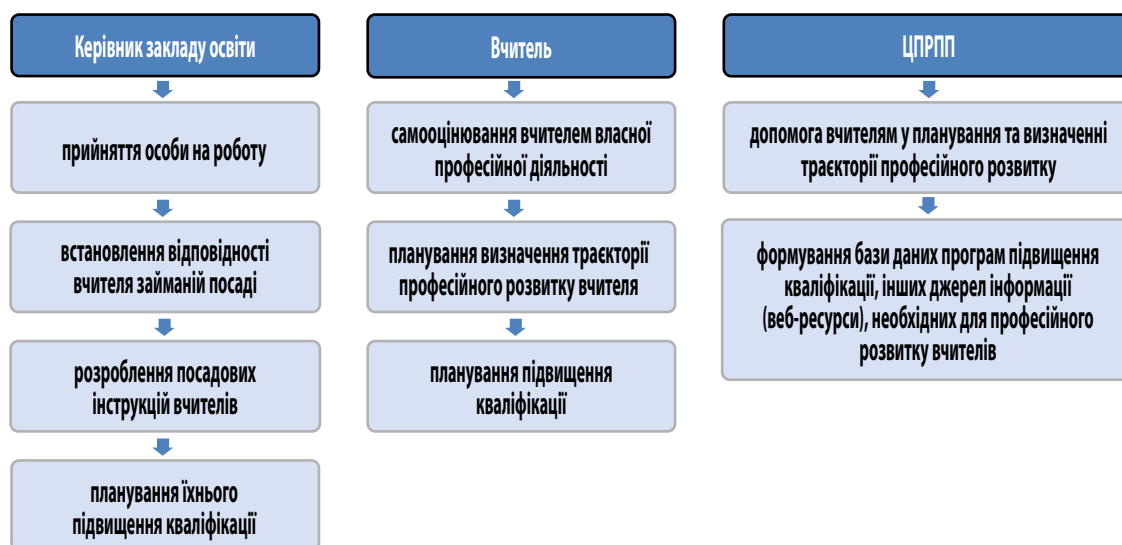 Керівник закладу освіти
прийняття особи на роботу
встановлення відповідності
вчителя займаній посаді
розроблення посадових
інструкцій вчителів
планування їхнього
підвищення кваліфікації
Вчитель
самооцінювання вчителем власної
професійної діяльності
планування визначення траєкторії
професійного розвитку вчителя
планування підвищення
кваліфікації
ЦПРПП
допомога вчителям у планування та визначенні
траєкторії професійного розвитку
формування бази даних програм підвищення
кваліфікації, інших джерел інформації
(веб-ресурси), необхідних для професійного
розвитку вчителів